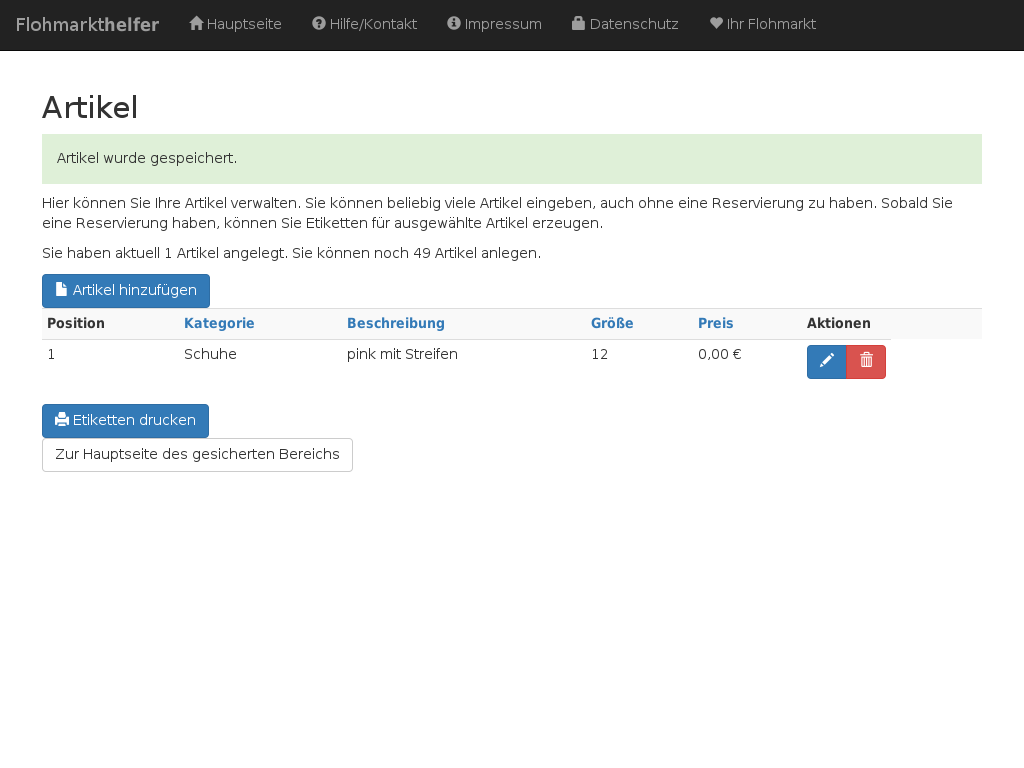 Flohmarkthelfer Hauptseite Hilfe/Kontakt Impressum Datenschutz Ihr Flohmarkt
Artikel
Artikel wurde gespeichert.
Hier können Sie Ihre Artikel verwalten. Sie können beliebig viele Artikel eingeben, auch ohne eine Reservierung zu haben. Sobald Sie
eine Reservierung haben, können Sie Etiketten für ausgewählte Artikel erzeugen.
Sie haben aktuell 1 Artikel angelegt. Sie können noch 49 Artikel anlegen.
Artikel hinzufügen
Position Kategorie Beschreibung Größe Preis Aktionen
1 Schuhe pink mit Streifen 12 0,00 €
Etiketten drucken
Zur Hauptseite des gesicherten Bereichs